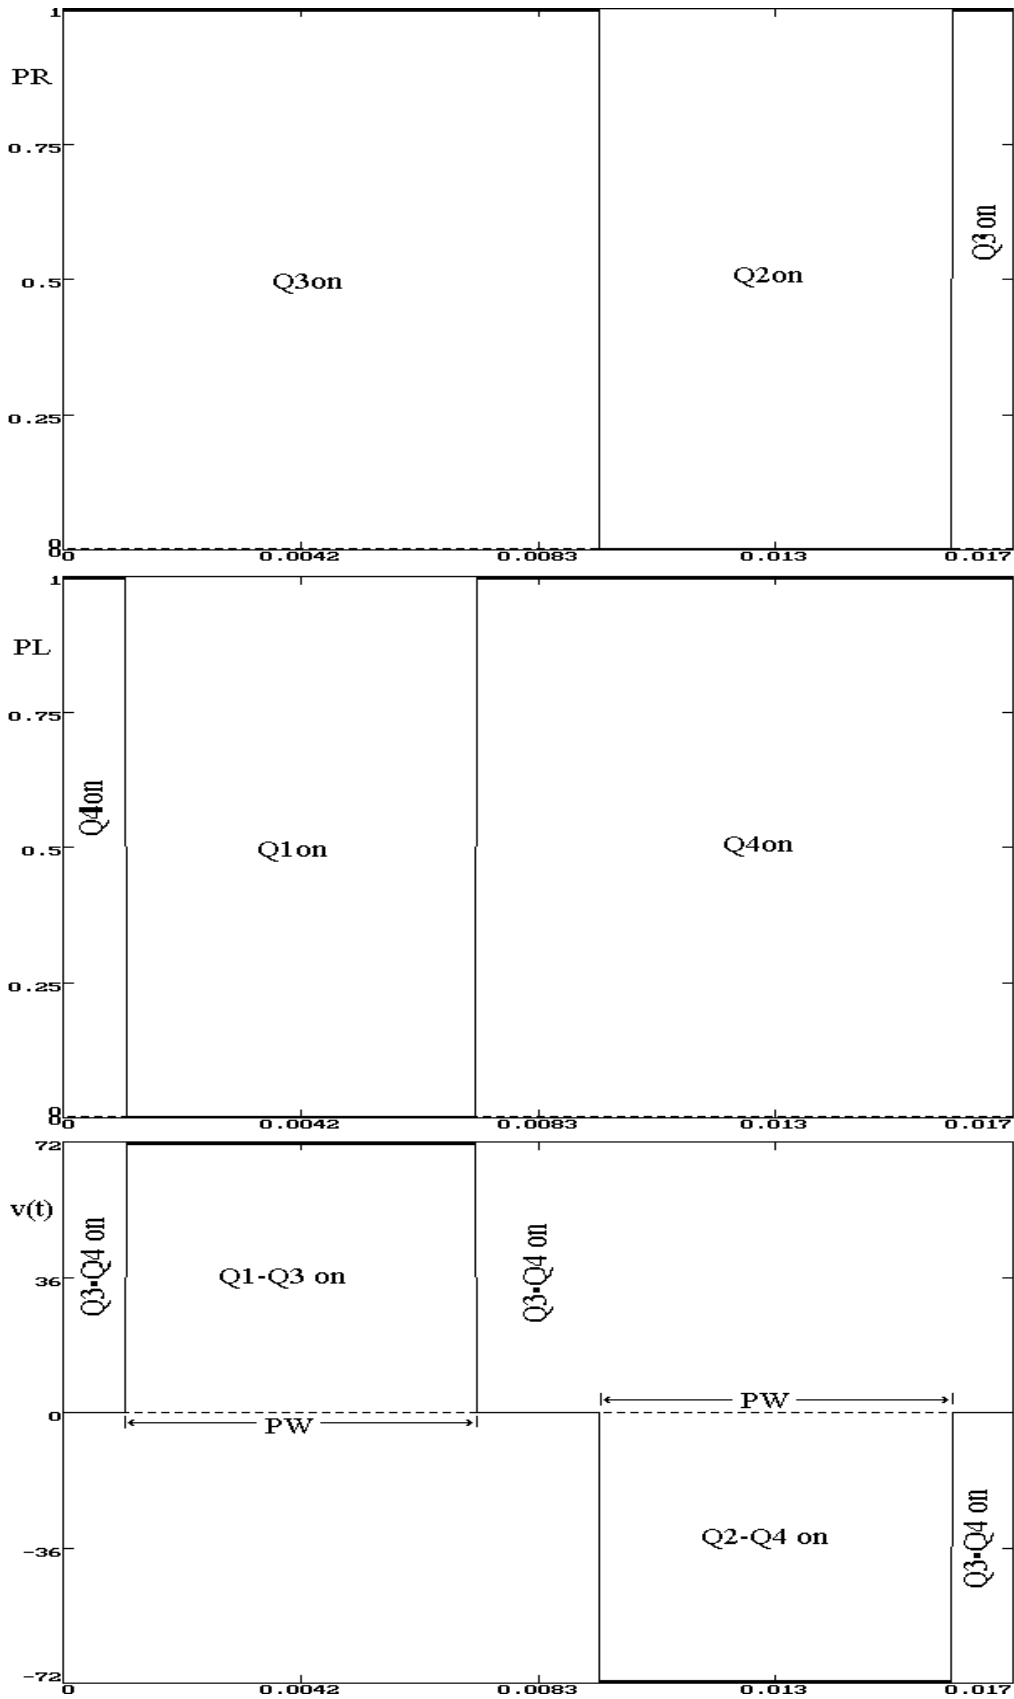 1
PR
0.75
Q3on
Q2on
Q3 on
0.5
0.25
0
0
0 0.0042 0.0083 0.013 0.017
1
PL
0.75
Q4on
Q1on
Q4on
0.5
0.25
0
0
0 0.0042 0.0083 0.013 0.017
72
v(t)
Q3-Q4 on
Q1-Q3 on
Q3-Q4 on
36
PW
0
PW
Q2-Q4 on
Q3-Q4 on
-36
-72
0 0.0042 0.0083 0.013 0.017